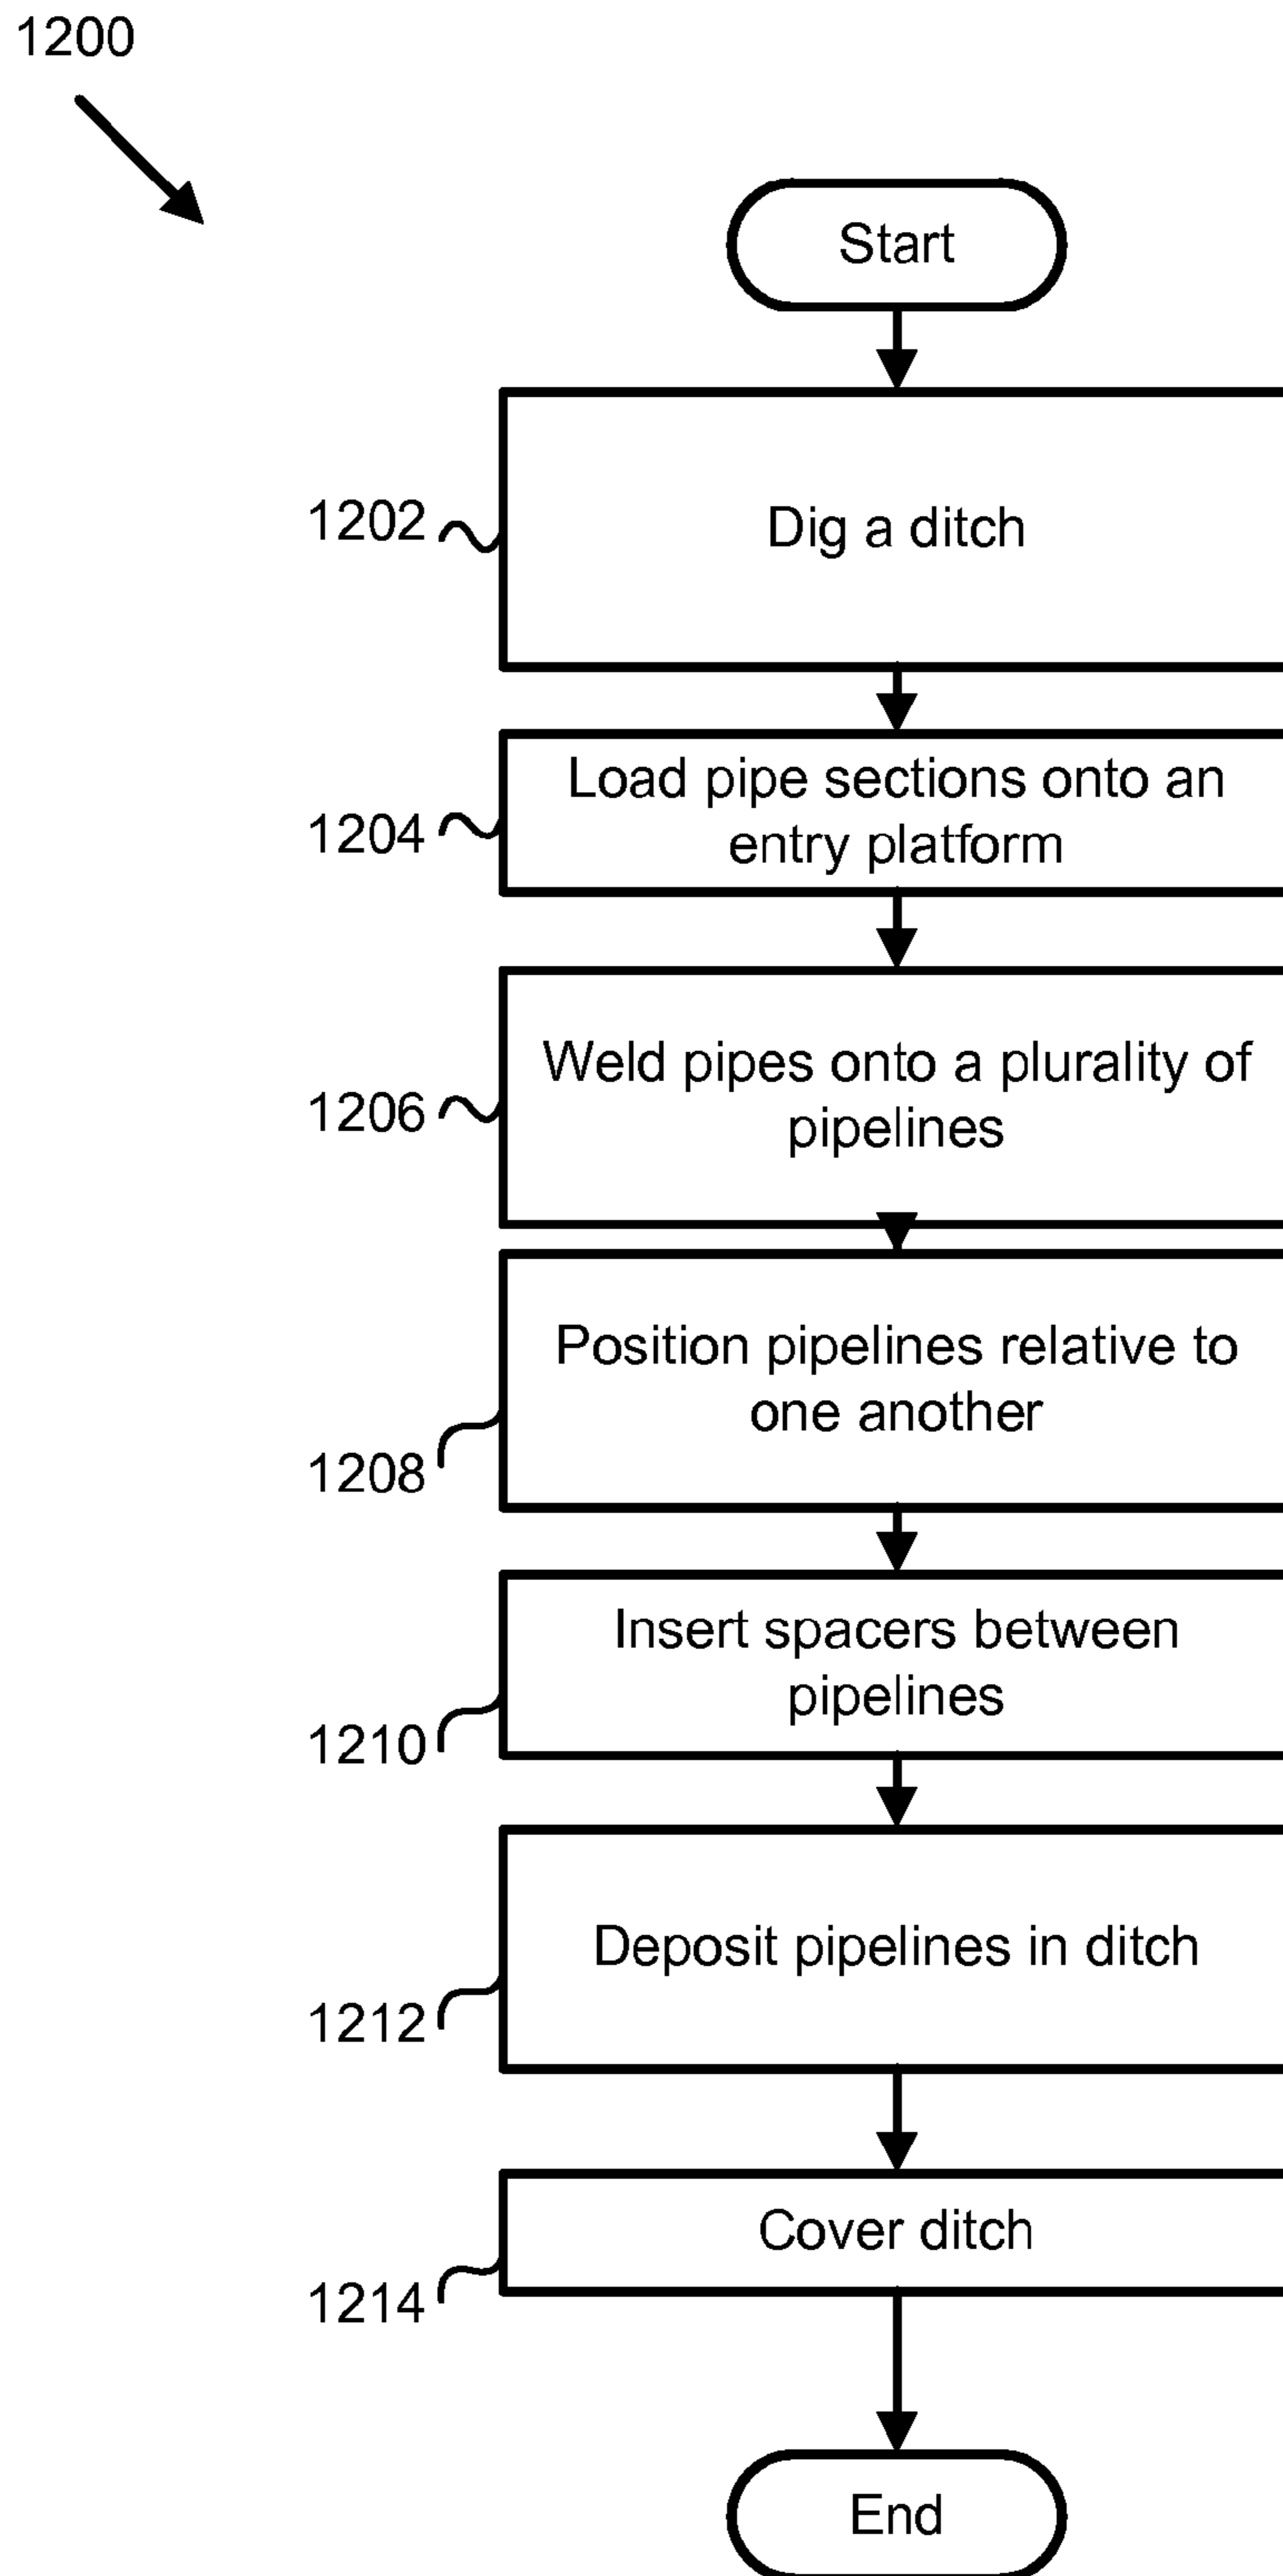 1200
Start
1202
Dig a ditch
1204
Load pipe sections onto an
entry platform
1206
Weld pipes onto a plurality of
pipelines
1208
Position pipelines relative to
one another
1210
Insert spacers between
pipelines
1212
Deposit pipelines in ditch
1214
Cover ditch
End